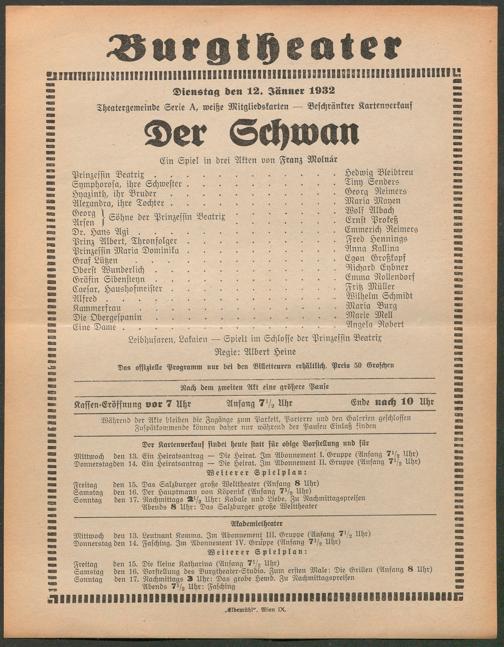 Burgtheater
Dienstag den 12. Jänner 1932
Theatergemeinde Serie A, weiße Mitgliedskarten — Beschränkter Kartenverkauf
Der Schwan
Ein Spiel in drei Akten von Franz Molnár
Prinzessin Beatrix . . . . . . . . . . Hedwig Bleibtreu
Symphorosa, ihre Schwester . . . . . . . . . . Tiny Senders
Hyazinth, ihr Bruder . . . . . . . . . . Georg Reimers
Alexandra, ihre Tochter . . . . . . . . . . Maria Mayen
Georg } Söhne der Prinzessin Beatrix . . . . . . . . Wolf Albach
Arsen } . . . . . . . . Ernst Prokeß
Dr. Hans Agi . . . . . . . . . . Emmerich Reimers
Prinz Albert, Thronfolger . . . . . . . . . . Fred Hennings
Prinzessin Maria Dominika . . . . . . . . . . Anna Kallina
Graf Lützen . . . . . . . . . . Egon Großkopf
Oberst Wunderlich . . . . . . . . . . Richard Eybner
Gräfin Sibenstein . . . . . . . . . . Emma Rollendorf
Caesar, Haushofmeister . . . . . . . . . . Fritz Müller
Alfred . . . . . . . . . . Wilhelm Schmidt
Kammerfrau . . . . . . . . . . Maria Burg
Die Obergespanin . . . . . . . . . . Marie Mell
Eine Dame . . . . . . . . . . Angela Robert
Leibhusaren, Lakaien — Spielt im Schlosse der Prinzessin Beatrix
Regie: Albert Heine
Das offizielle Programm nur bei den Billetteuren erhältlich. Preis 50 Groschen
Nach dem zweiten Akt eine größere Pause
Kassen-Eröffnung vor 7 Uhr Anfang 7½ Uhr Ende nach 10 Uhr
Während der Akte bleiben die Zugänge zum Parkett, Parterre und den Galerien geschlossen
Zuspätkommende können daher nur während der Pausen Einlaß finden
Der Kartenverkauf findet heute statt für obige Vorstellung und für
Mittwoch den 13. Ein Heiratsantrag — Die Heirat. Im Abonnement I. Gruppe (Anfang 7½ Uhr)
Donnerstag den 14. Ein Heiratsantrag — Die Heirat. Im Abonnement II. Gruppe (Anfang 7½ Uhr)
Weiterer Spielplan:
Freitag den 15. Das Salzburger große Welttheater (Anfang 8 Uhr)
Samstag den 16. Der Hauptmann von Köpenick (Anfang 7½ Uhr)
Sonntag den 17. Nachmittags 2½ Uhr: Kabale und Liebe. Zu Nachmittagspreisen
Abends 8 Uhr: Das Salzburger große Welttheater
Akademietheater
Mittwoch den 13. Leutnant Komma. Im Abonnement III. Gruppe (Anfang 7½ Uhr)
Donnerstag den 14. Fasching. Im Abonnement IV. Gruppe (Anfang 7½ Uhr)
Weiterer Spielplan:
Freitag den 15. Die kleine Katharina (Anfang 7½ Uhr)
Samstag den 16. Vorstellung des Burgtheater-Studio. Zum ersten Male: Die Grillen (Anfang 8 Uhr)
Sonntag den 17. Nachmittags 3 Uhr: Das grobe Hemd. Zu Nachmittagspreisen
Abends 7½ Uhr: Fasching
„Elbemühl“, Wien IX.